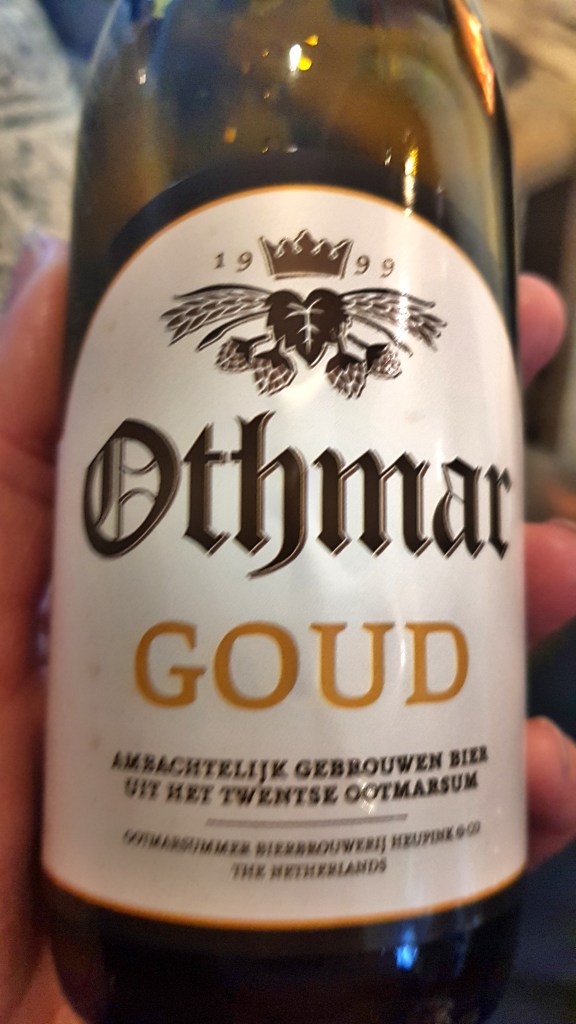 1999
Othmar
GOUD
AMBACHTELIJK GEBROUWEN BIER
UIT HET TWENTSE OOTMARSUM
OOTMARSUMMER BIERBROUWERIJ HEUPINK & CO
THE NETHERLANDS